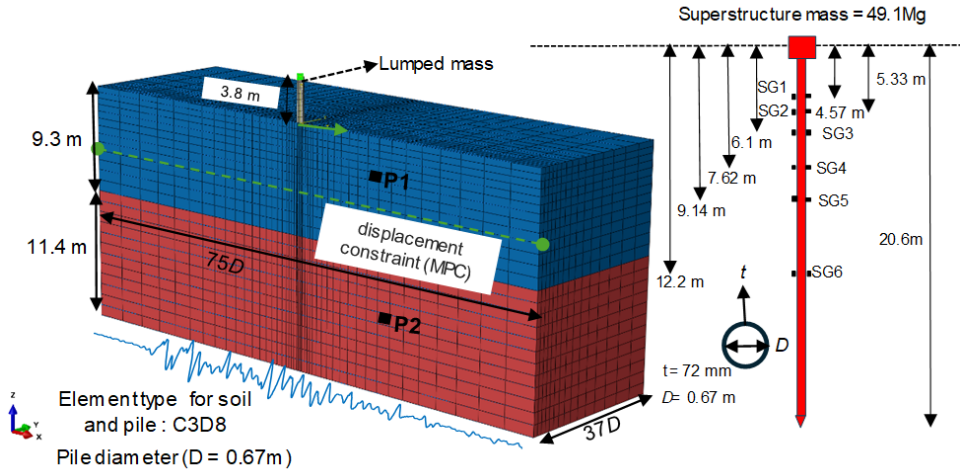 Superstructure mass = 49.1Mg
Lumped mass
3.8 m
9.3 m
11.4 m
P1
P2
displacement
constraint (MPC)
75D
37D
Element type for soil
and pile : C3D8
Pile diameter (D = 0.67m)
z
Y
X
SG1
SG2
SG3
SG4
SG5
SG6
5.33 m
4.57 m
6.1 m
7.62 m
9.14 m
12.2 m
20.6m
t
D
t= 72 mm
D= 0.67 m